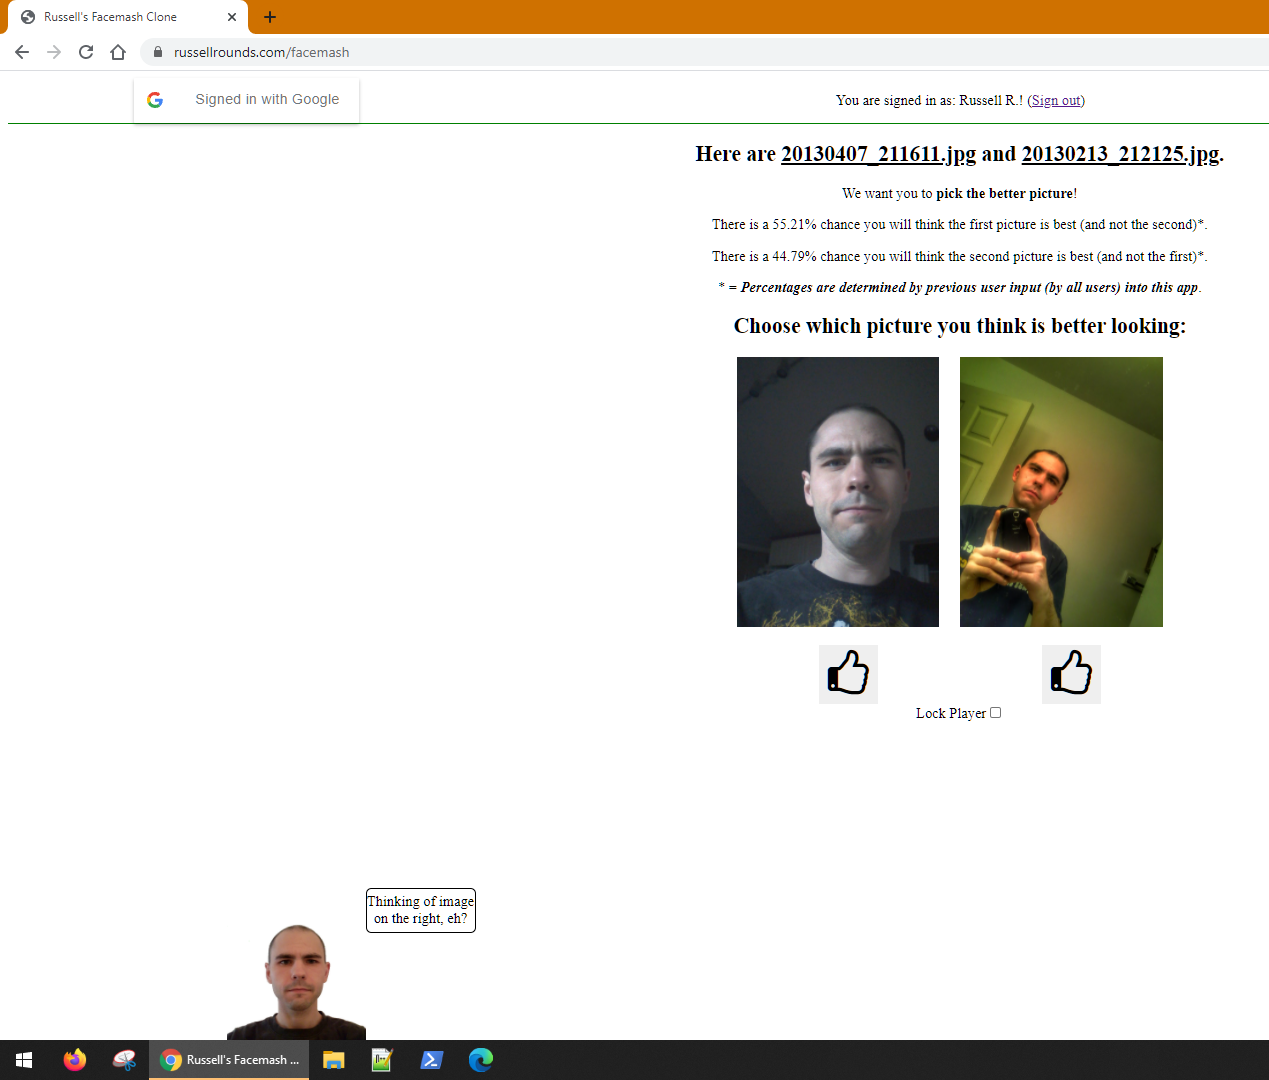 Russell's Facemash Clone
russellrounds.com/facemash
Signed in with Google
You are signed in as: Russell R.! (Sign out)
Here are 20130407_211611.jpg and 20130213_212125.jpg.
We want you to pick the better picture!
There is a 55.21% chance you will think the first picture is best (and not the second)*.
There is a 44.79% chance you will think the second picture is best (and not the first)*.
* = Percentages are determined by previous user input (by all users) into this app.
Choose which picture you think is better looking:
Lock Player
Thinking of image
on the right, eh?
Russell's Facemash ...